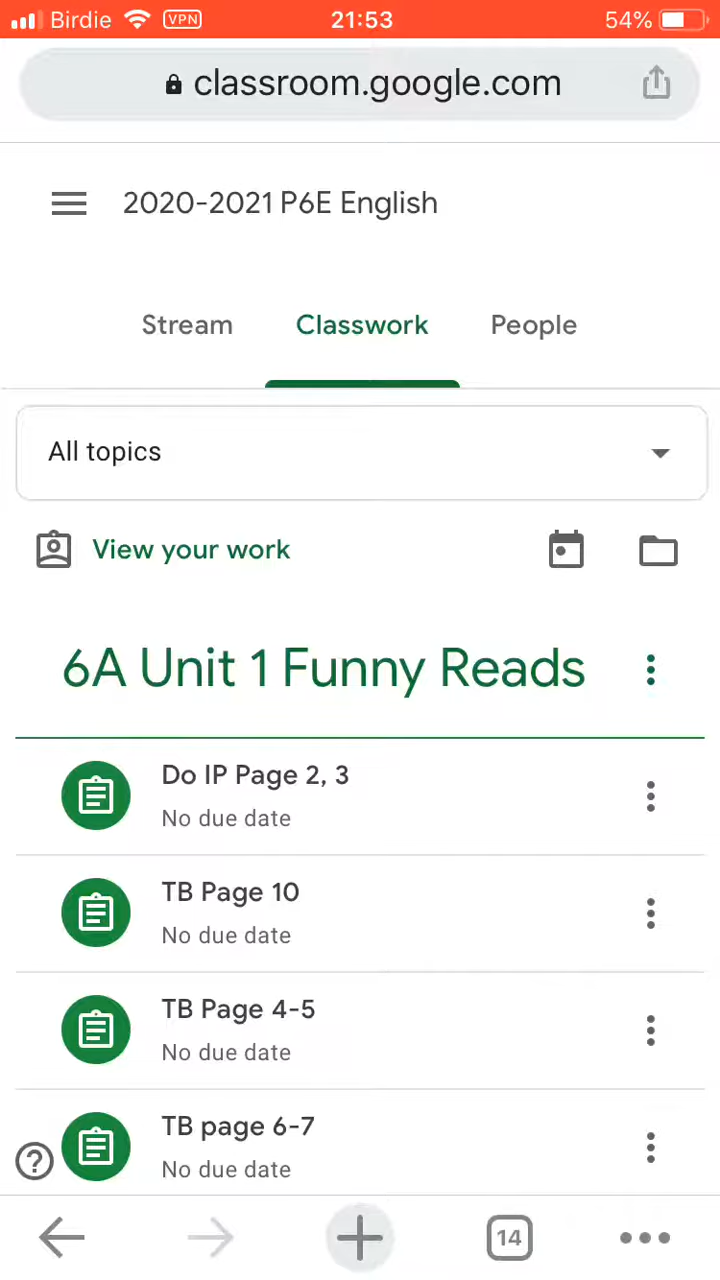 Birdie VPN 21:53 54%
classroom.google.com
2020-2021 P6E English
Stream Classwork People
All topics
View your work
6A Unit 1 Funny Reads
Do IP Page 2, 3
No due date
TB Page 10
No due date
TB Page 4-5
No due date
TB page 6-7
No due date
14